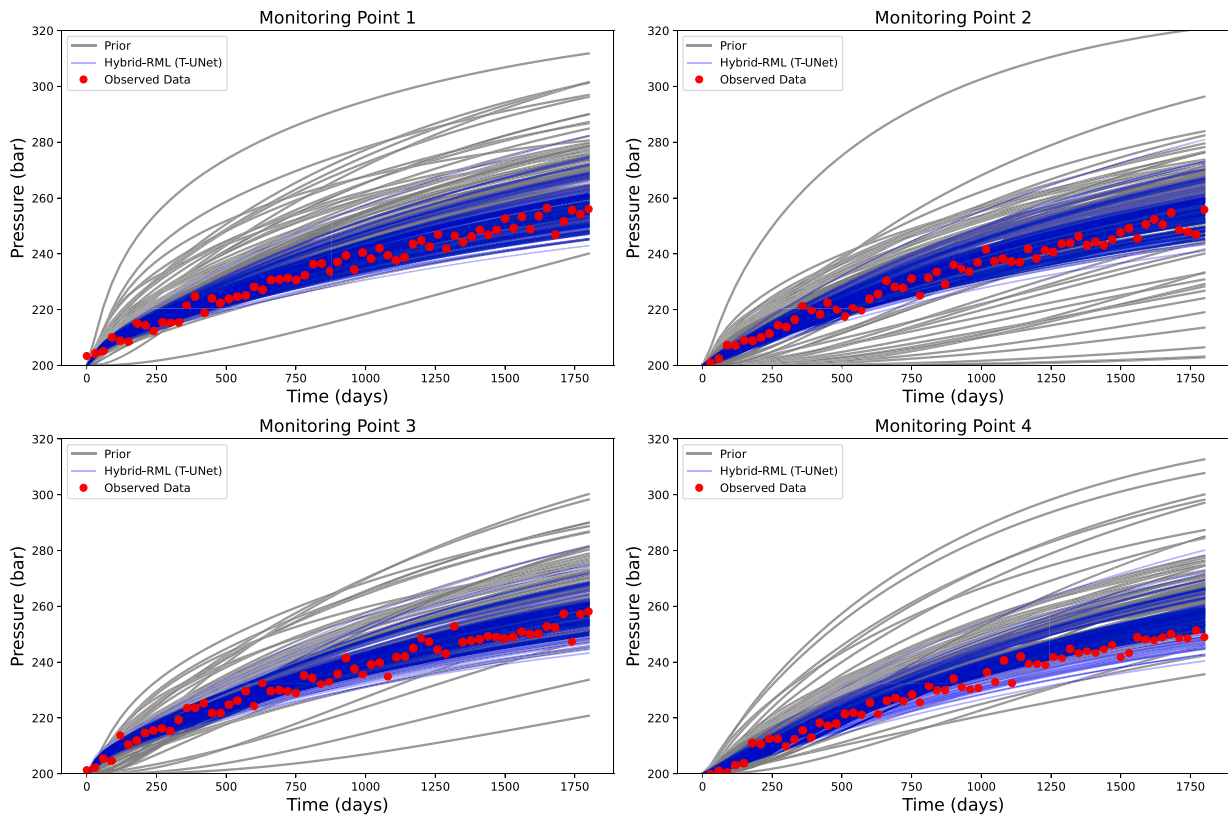 Monitoring Point 1
Pressure (bar)
320
300
280
260
240
220
200
Prior
Hybrid-RML (T-UNet)
Observed Data
0 250 500 750 1000 1250 1500 1750
Time (days)
Monitoring Point 2
Pressure (bar)
320
300
280
260
240
220
200
Prior
Hybrid-RML (T-UNet)
Observed Data
0 250 500 750 1000 1250 1500 1750
Time (days)
Monitoring Point 3
Pressure (bar)
320
300
280
260
240
220
200
Prior
Hybrid-RML (T-UNet)
Observed Data
0 250 500 750 1000 1250 1500 1750
Time (days)
Monitoring Point 4
Pressure (bar)
320
300
280
260
240
220
200
Prior
Hybrid-RML (T-UNet)
Observed Data
0 250 500 750 1000 1250 1500 1750
Time (days)